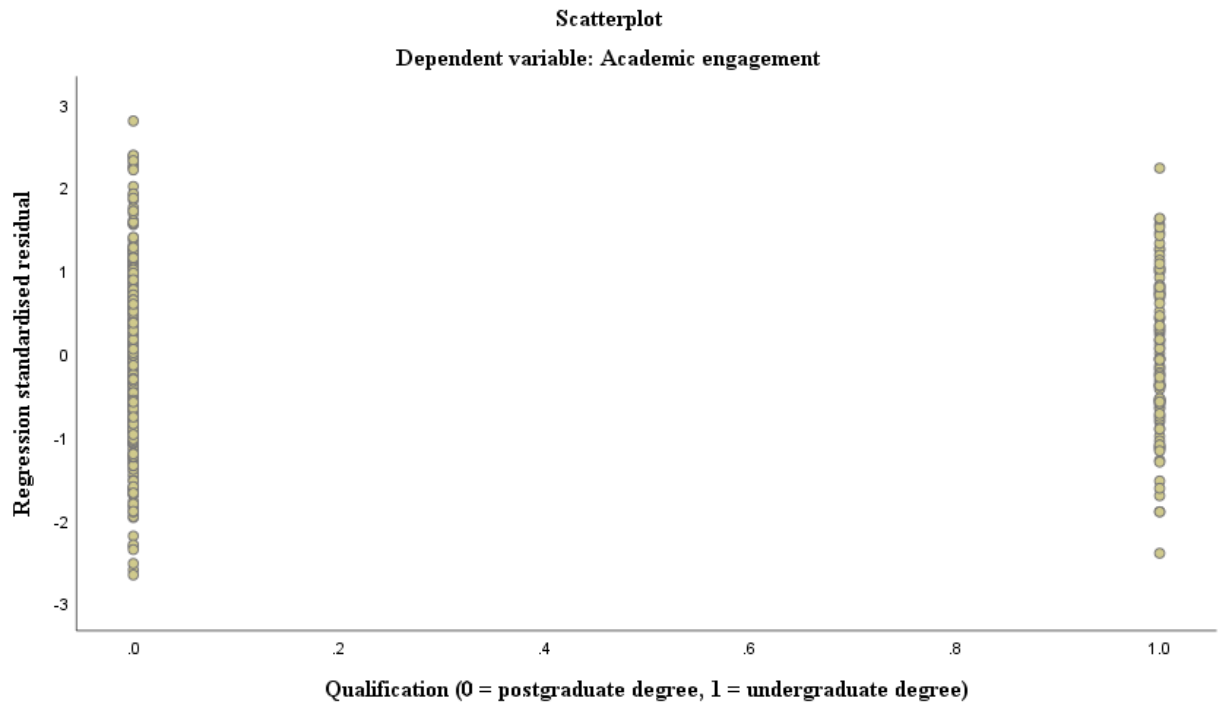 Scatterplot
Dependent variable: Academic engagement
Regression standardised residual
3
2
1
0
-1
-2
-3
.0 .2 .4 .6 .8 1.0
Qualification (0 = postgraduate degree, 1 = undergraduate degree)